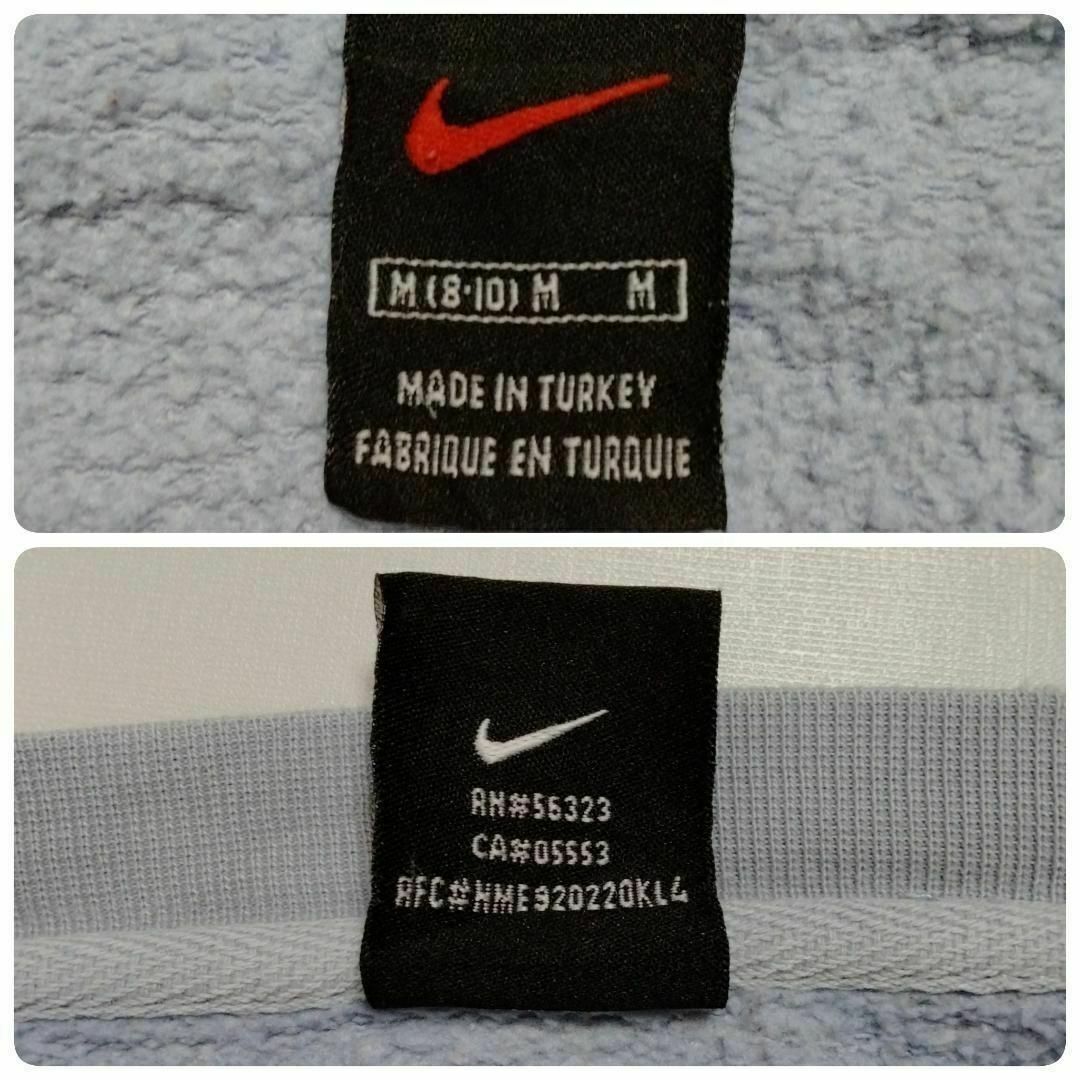 M (8-10) M M
MADE IN TURKEY
FABRIQUE EN TURQUIE
RN#56323
CA#05553
RFC#NME920220KL4